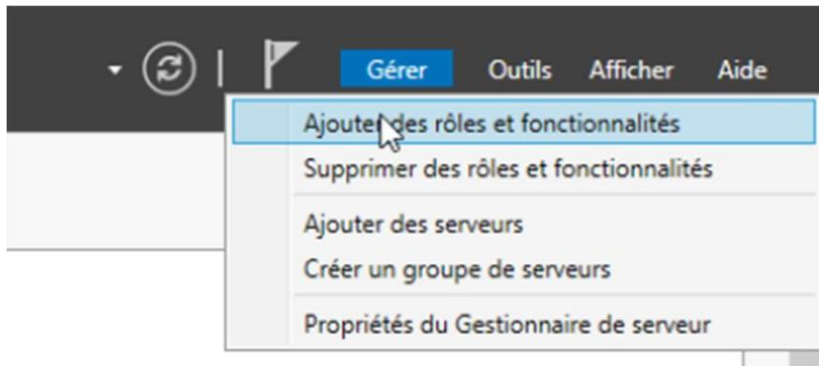 Gérer Outils Afficher Aide
Ajouter des rôles et fonctionnalités
Supprimer des rôles et fonctionnalités
Ajouter des serveurs
Créer un groupe de serveurs
Propriétés du Gestionnaire de serveur